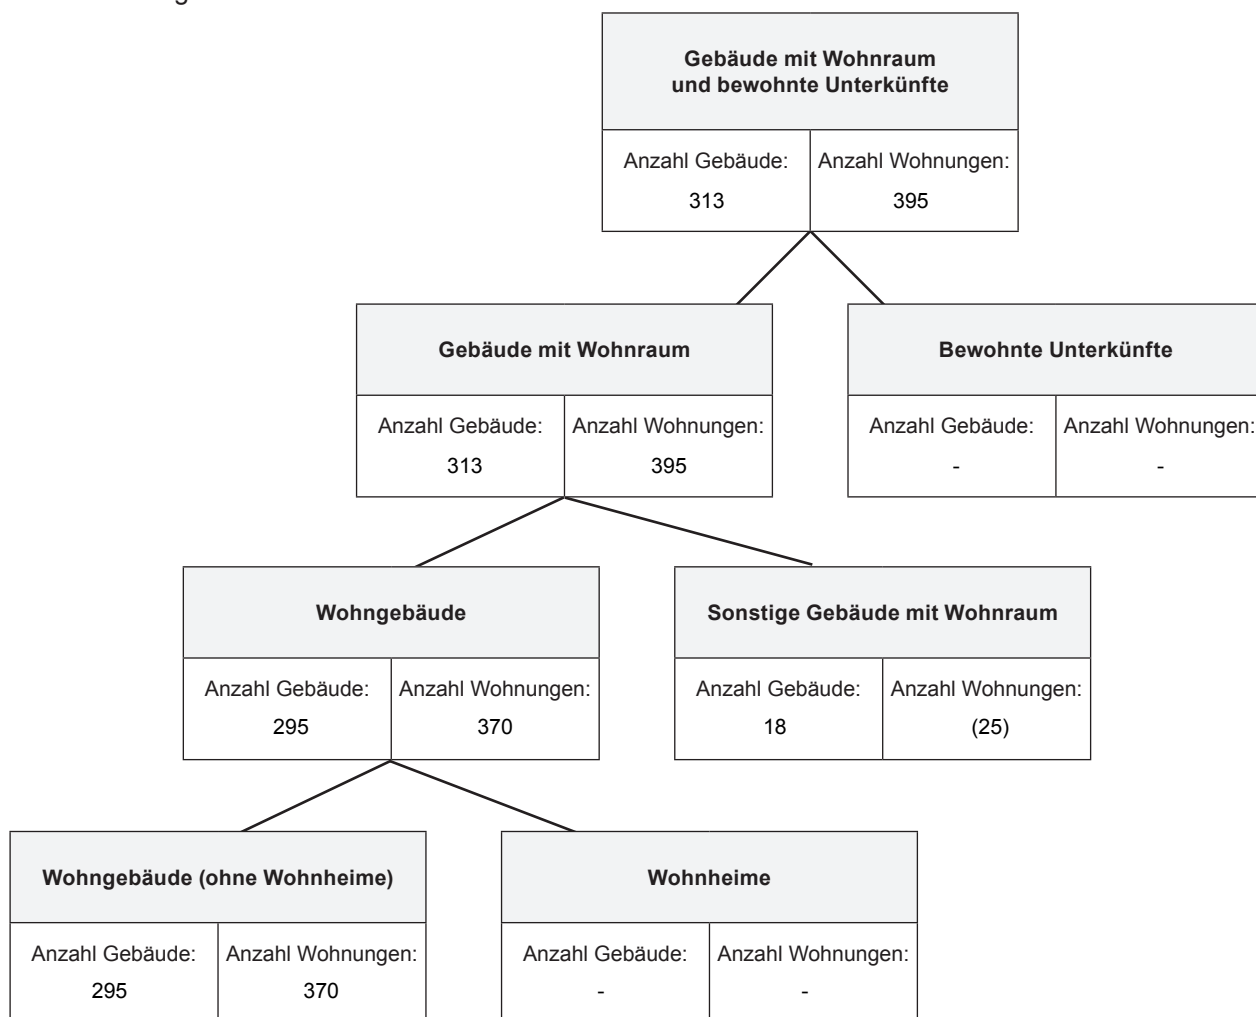 Gebäude mit Wohnraum
und bewohnte Unterkünfte
Anzahl Gebäude: Anzahl Wohnungen:
313 395
Gebäude mit Wohnraum Bewohnte Unterkünfte
Anzahl Gebäude: Anzahl Wohnungen: Anzahl Gebäude: Anzahl Wohnungen:
313 395 - -
Wohngebäude Sonstige Gebäude mit Wohnraum
Anzahl Gebäude: Anzahl Wohnungen: Anzahl Gebäude: Anzahl Wohnungen:
295 370 18 (25)
Wohngebäude (ohne Wohnheime) Wohnheime
Anzahl Gebäude: Anzahl Wohnungen: Anzahl Gebäude: Anzahl Wohnungen:
295 370 - -